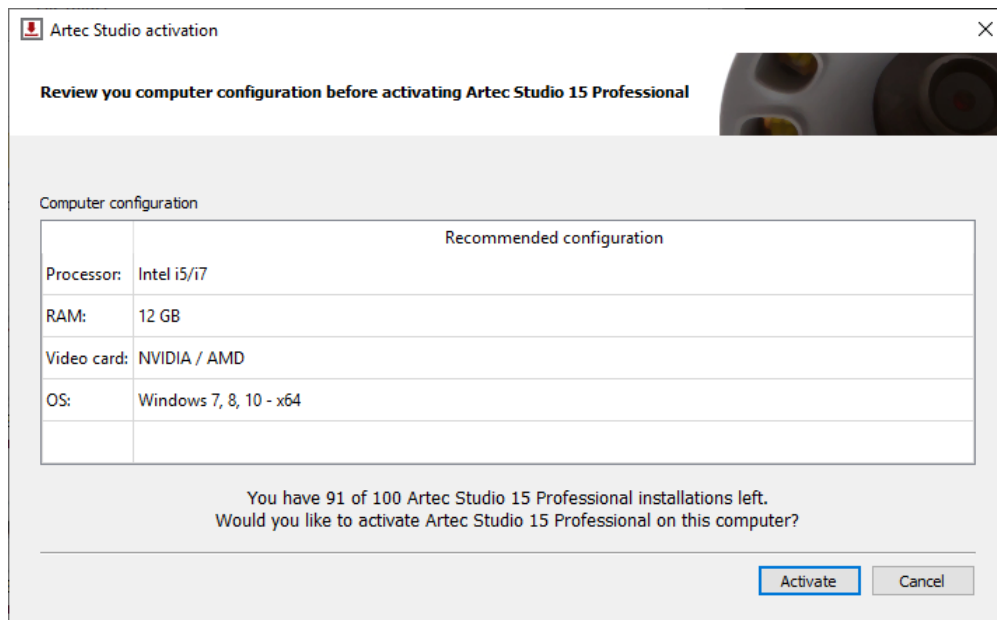 Artec Studio activation
Review you computer configuration before activating Artec Studio 15 Professional
Computer configuration
Recommended configuration
Processor: Intel i5/i7
RAM: 12 GB
Video card: NVIDIA / AMD
OS: Windows 7, 8, 10 - x64
You have 91 of 100 Artec Studio 15 Professional installations left.
Would you like to activate Artec Studio 15 Professional on this computer?
Activate Cancel